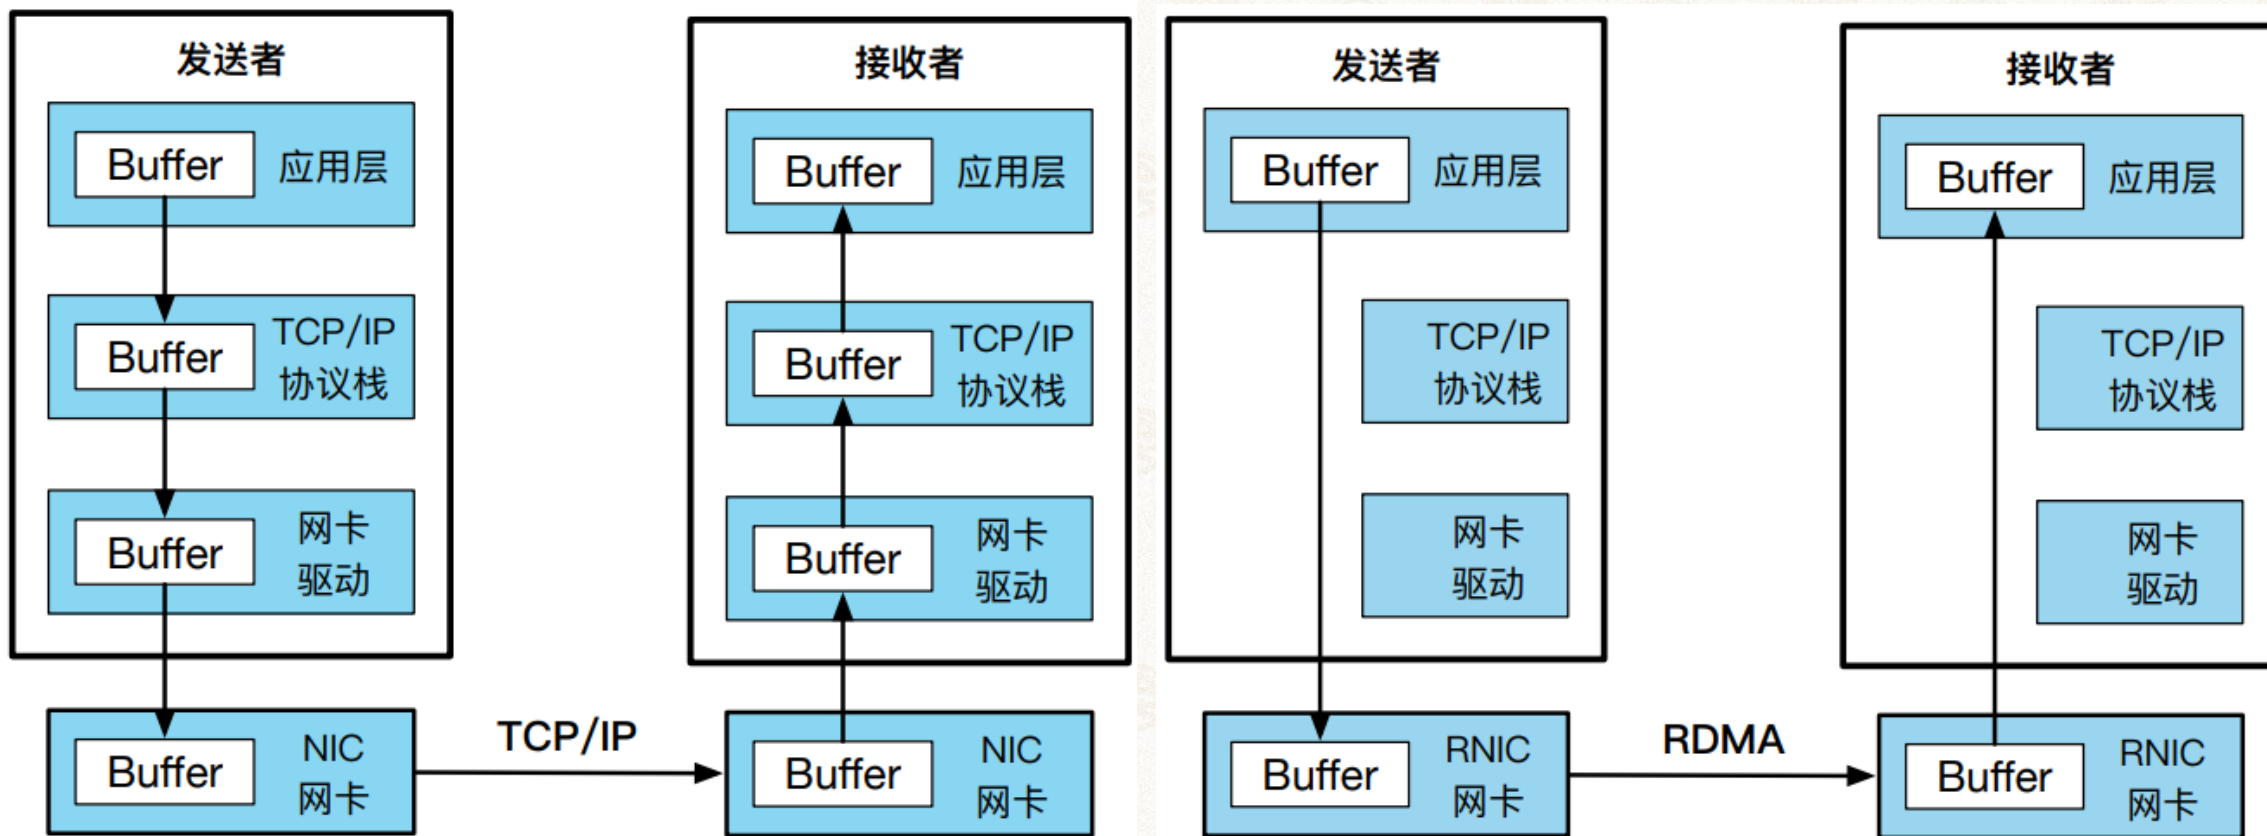 发送者
Buffer 应用层
Buffer TCP/IP
协议栈
Buffer 网卡
驱动
Buffer NIC
网卡
TCP/IP
接收者
Buffer 应用层
Buffer TCP/IP
协议栈
Buffer 网卡
驱动
Buffer NIC
网卡
发送者
Buffer 应用层
TCP/IP
协议栈
网卡
驱动
Buffer RNIC
网卡
RDMA
接收者
Buffer 应用层
TCP/IP
协议栈
网卡
驱动
Buffer RNIC
网卡